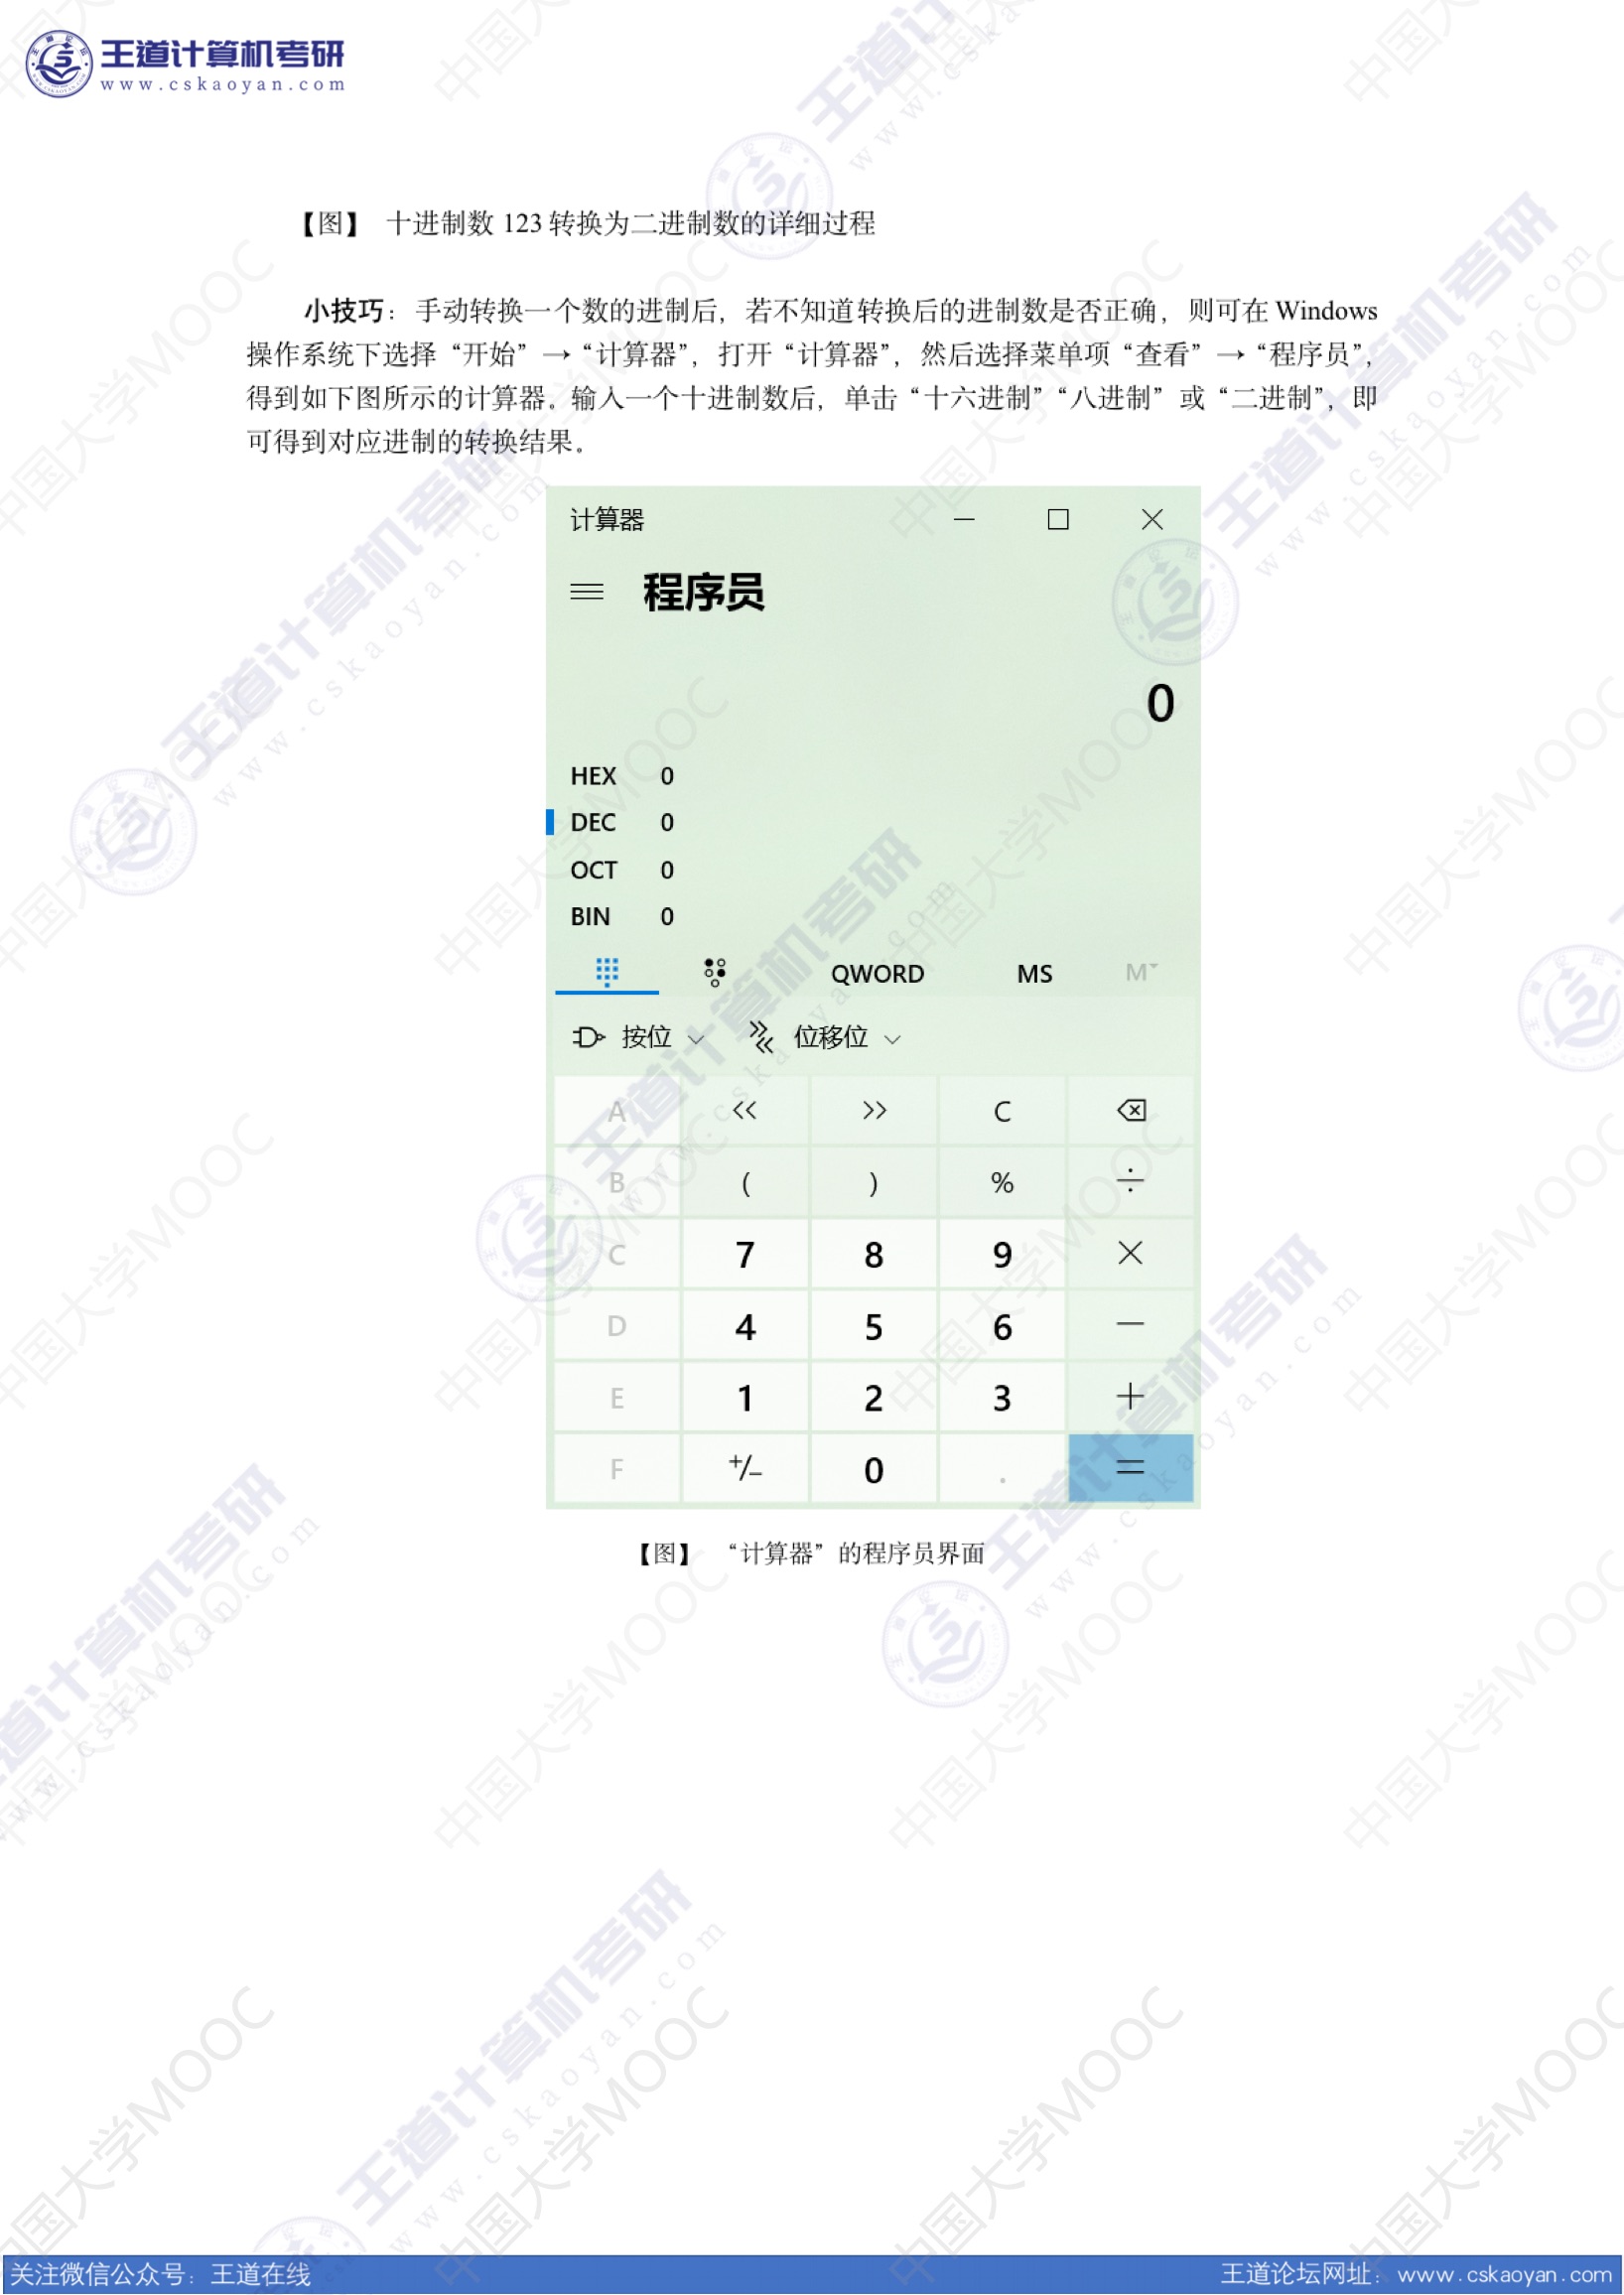 王道计算机考研
www.cskaoyan.com
【图】 十进制数 123 转换为二进制数的详细过程
小技巧：手动转换一个数的进制后，若不知道转换后的进制数是否正确，则可在 Windows
操作系统下选择“开始”→“计算器”，打开“计算器”，然后选择菜单项“查看”→“程序员”，
得到如下图所示的计算器。输入一个十进制数后，单击“十六进制”“八进制”或“二进制”，即
可得到对应进制的转换结果。
计算器
程序员
0
HEX 0
DEC 0
OCT 0
BIN 0
QWORD MS M
按位 位移位
A << >> C
B ( ) % ÷
C 7 8 9 ×
D 4 5 6 −
E 1 2 3 +
F +/− 0 . =
【图】 “计算器”的程序员界面
关注微信公众号：王道在线 王道论坛网址：www.cskaoyan.com
中国大学MOOC